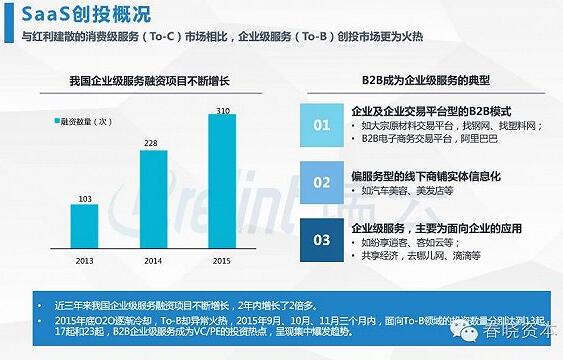 SaaS创投概况
与红利建散的消费级服务（To-C）市场相比，企业级服务（To-B）创投市场更为火热
我国企业级服务融资项目不断增长
融资数量（次）
310
228
103
2013
2014
2015
B2B成为企业级服务的典型
01
企业及企业交易平台型的B2B模式
• 如大宗原材料交易平台，找钢网、找塑料网；
• B2B电子商务交易平台，阿里巴巴
02
偏服务型的线下商铺实体信息化
• 如汽车美容、美发店等
03
企业级服务，主要为面向企业的应用
• 如纷享逍客、客如云等；
• 共享经济，去哪儿网、滴滴等
• 近三年来我国企业级服务融资项目不断增长，2年内增长了2倍多。
• 2015年底O2O逐渐冷却，To-B却异常火热，2015年9月、10月、11月三个月内，面向To-B领域的投资数量分别达到13起、
17起和23起，B2B企业级服务成为VC/PE的投资热点，呈现集中爆发趋势。
春晓资本